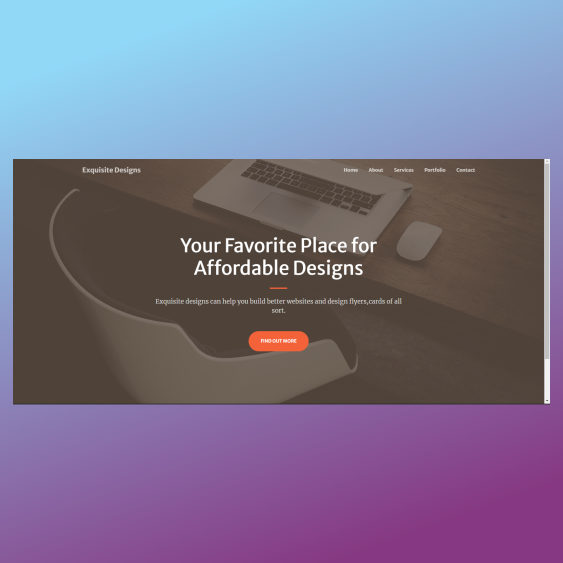 Exquisite Designs
Home About Services Portfolio Contact
Your Favorite Place for
Affordable Designs
Exquisite designs can help you build better websites and design flyers,cards of all
sort.
FIND OUT MORE